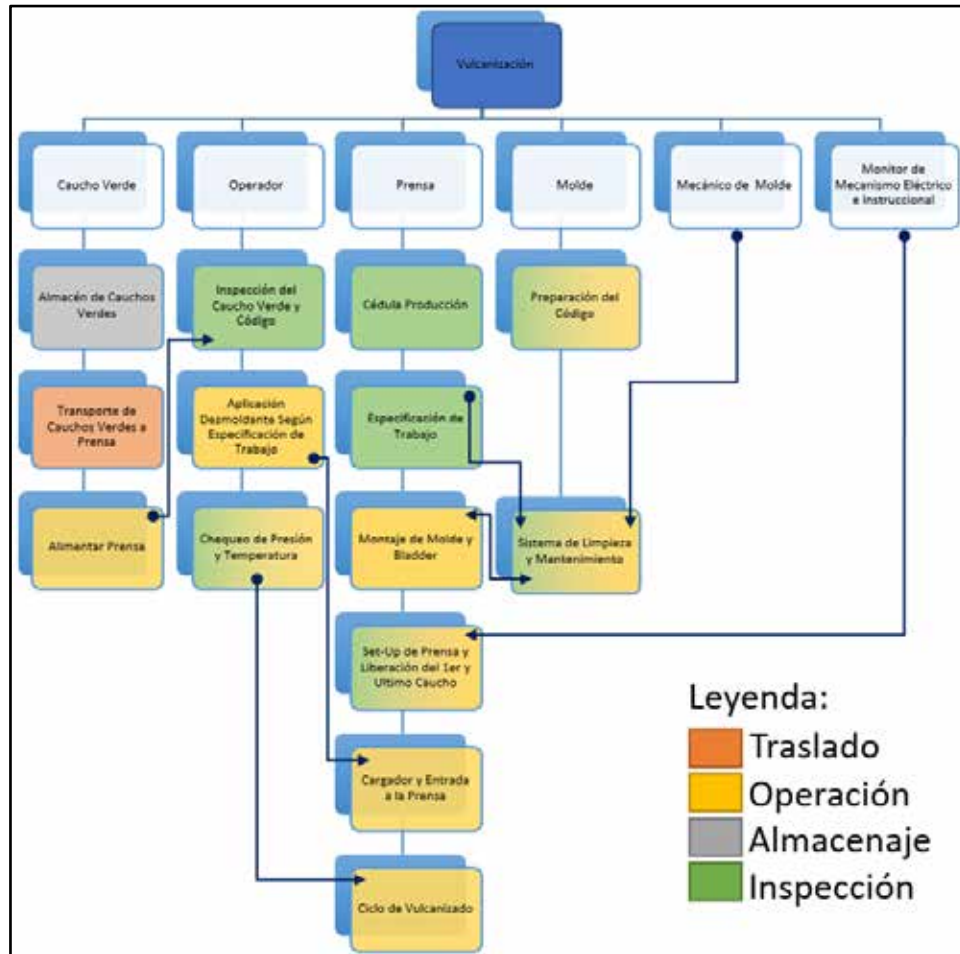 Vulcanización
Caucho Verde
Operador
Prensa
Molde
Mecánico de Molde
Monitor de
Mecanismo Eléctrico
e Instruccional
Almacén de Cauchos
Verdes
Inspección del
Caucho Verde y
Código
Cédula Producción
Preparación del
Código
Transporte de
Cauchos Verdes a
Prensa
Aplicación
Desmoldante Según
Especificación de
Trabajo
Especificación de
Trabajo
Alimentar Prensa
Chequeo de Presión
y Temperatura
Montaje de Molde y
Bladder
Sistema de Limpieza
y Mantenimiento
Set-Up de Prensa y
Liberación del 1er y
Ultimo Caucho
Cargador y Entrada
a la Prensa
Ciclo de Vulcanizado
Leyenda:
Traslado
Operación
Almacenaje
Inspección